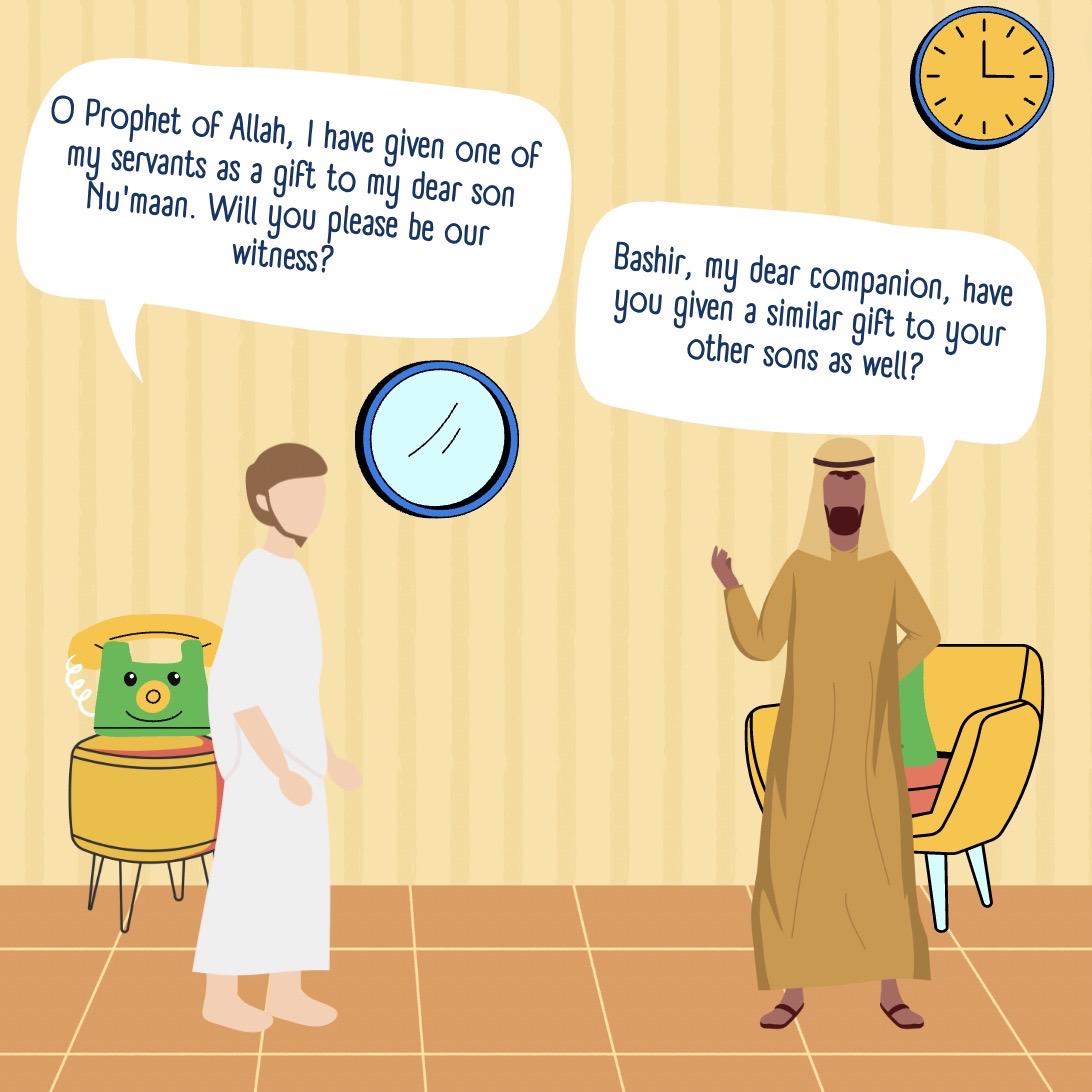 O Prophet of Allah, I have given one of
my servants as a gift to my dear son
Nu'maan. Will you please be our
witness?
Bashir, my dear companion, have
you given a similar gift to your
other sons as well?